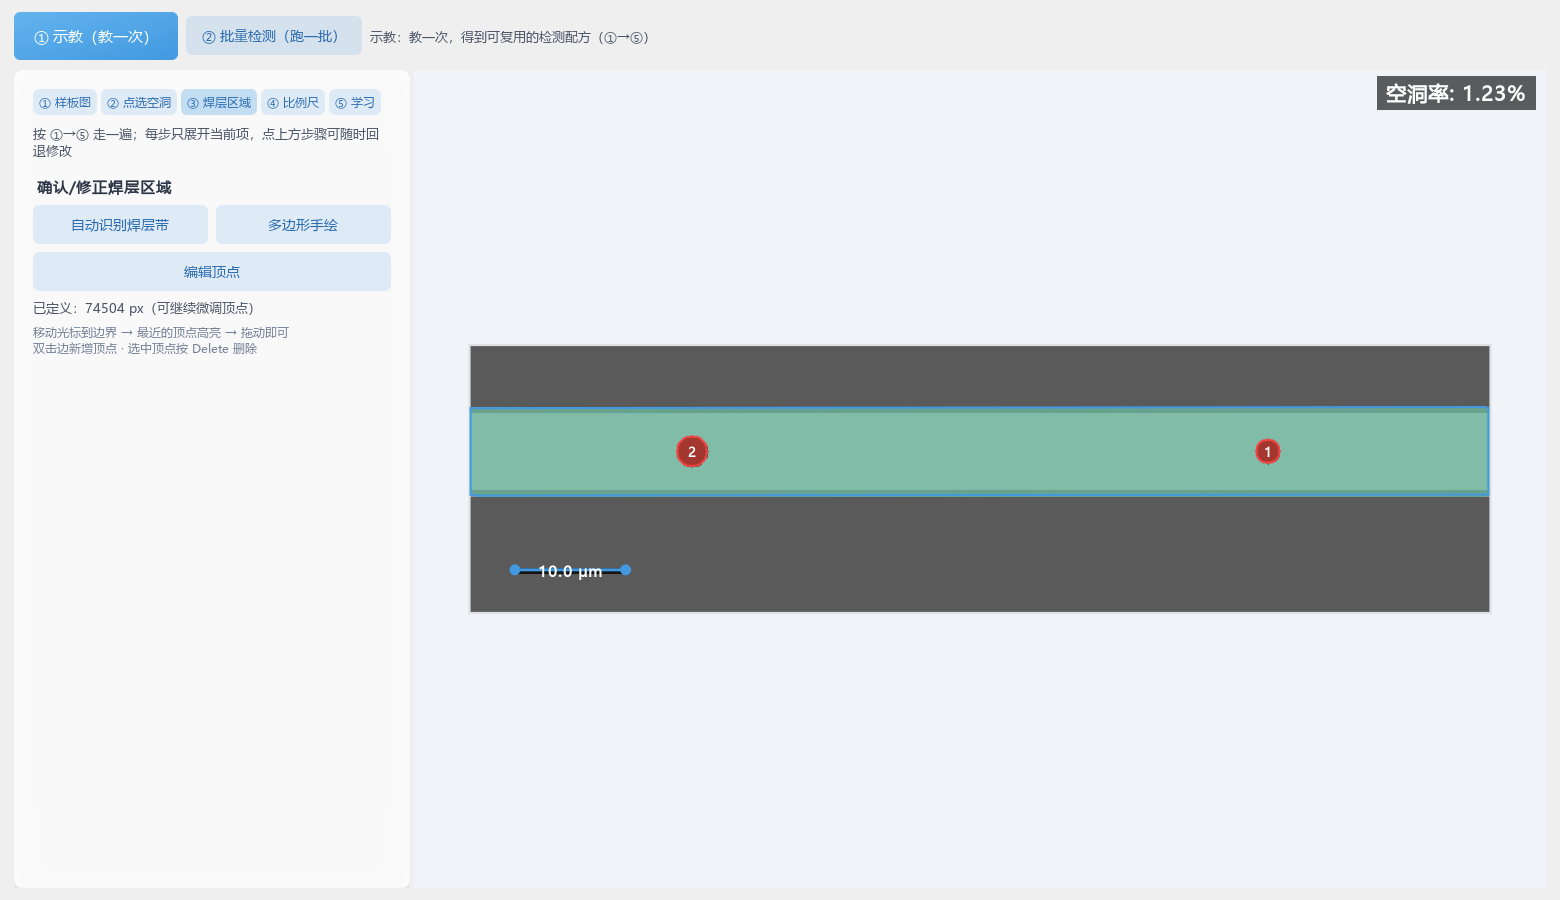 ① 示教（教一次）
② 批量检测（跑一批）
示教：教一次，得到可复用的检测配方（①→⑤）
① 样板图
② 点选空洞
③ 焊层区域
④ 比例尺
⑤ 学习
按 ①→⑤ 走一遍；每步只展开当前项，点上方步骤可随时回
退修改
确认/修正焊层区域
自动识别焊层带
多边形手绘
编辑顶点
已定义：74504 px（可继续微调顶点）
移动光标到边界 → 最近的顶点高亮 → 拖动即可
双击边新增顶点 · 选中顶点按 Delete 删除
空洞率: 1.23%
2
1
10.0 μm